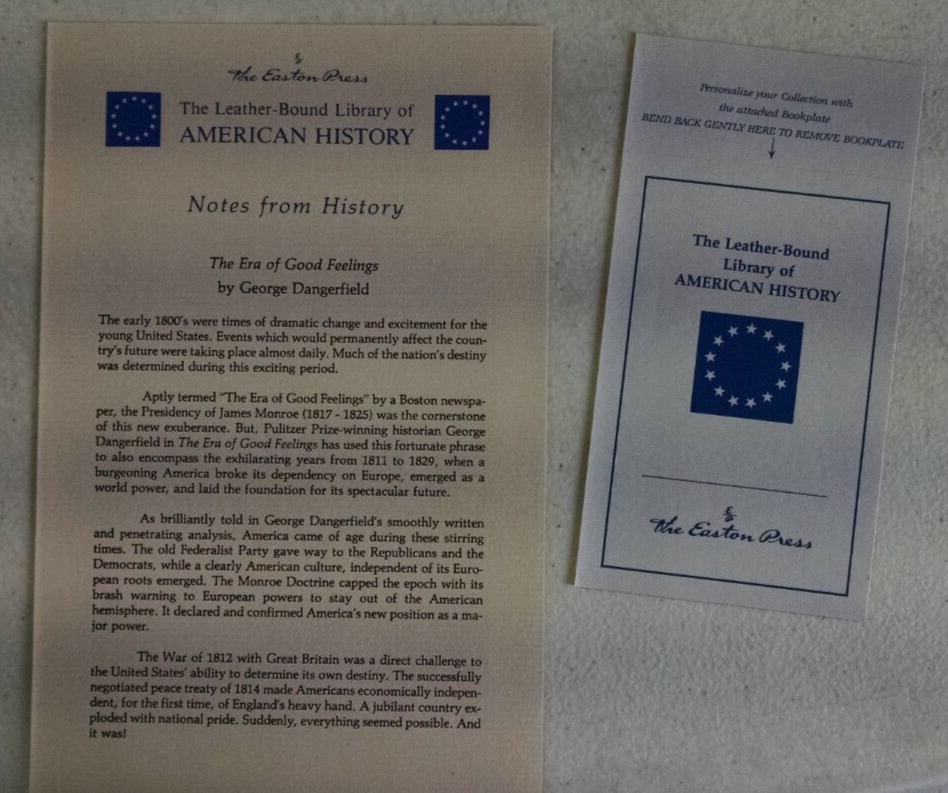 The Easton Press
The Leather-Bound Library of
AMERICAN HISTORY
Notes from History
The Era of Good Feelings
by George Dangerfield
The early 1800's were times of dramatic change and excitement for the
young United States. Events which would permanently affect the coun-
try's future were taking place almost daily. Much of the nation's destiny
was determined during this exciting period.
Aptly termed "The Era of Good Feelings" by a Boston newspa-
per, the Presidency of James Monroe (1817 - 1825) was the cornerstone
of this new exuberance. But, Pulitzer Prize-winning historian George
Dangerfield in The Era of Good Feelings has used this fortunate phrase
to also encompass the exhilarating years from 1811 to 1829, when a
burgeoning America broke its dependency on Europe, emerged as a
world power, and laid the foundation for its spectacular future.
As brilliantly told in George Dangerfield's smoothly written
and penetrating analysis, America came of age during these stirring
times. The old Federalist Party gave way to the Republicans and the
Democrats, while a clearly American culture, independent of its Euro-
pean roots emerged. The Monroe Doctrine capped the epoch with its
brash warning to European powers to stay out of the American
hemisphere. It declared and confirmed America's new position as a ma-
jor power.
The War of 1812 with Great Britain was a direct challenge to
the United States' ability to determine its own destiny. The successfully
negotiated peace treaty of 1814 made Americans economically indepen-
dent, for the first time, of England's heavy hand. A jubilant country ex-
ploded with national pride. Suddenly, everything seemed possible. And
it was!
Personalize your Collection with
the attached Bookplate
BEND BACK GENTLY HERE TO REMOVE BOOKPLATE
The Leather-Bound
Library of
AMERICAN HISTORY
The Easton Press